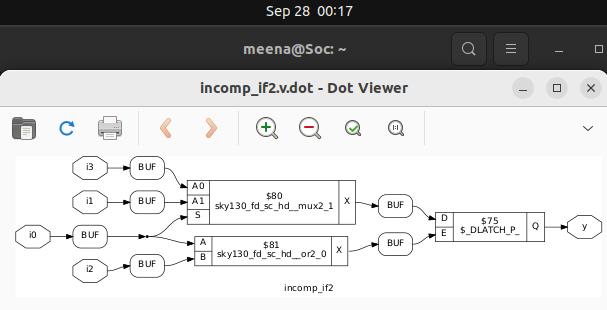 Sep 28 00:17
meena@Soc: ~
incomp_if2.v.dot - Dot Viewer
i3 BUF
A0 $80
i1 BUF A1 sky130_fd_sc_hd__mux2_1 X BUF
S
D $75
i0 BUF A $81 E $_DLATCH_P_ Q y
B sky130_fd_sc_hd__or2_0 X BUF
i2 BUF
incomp_if2